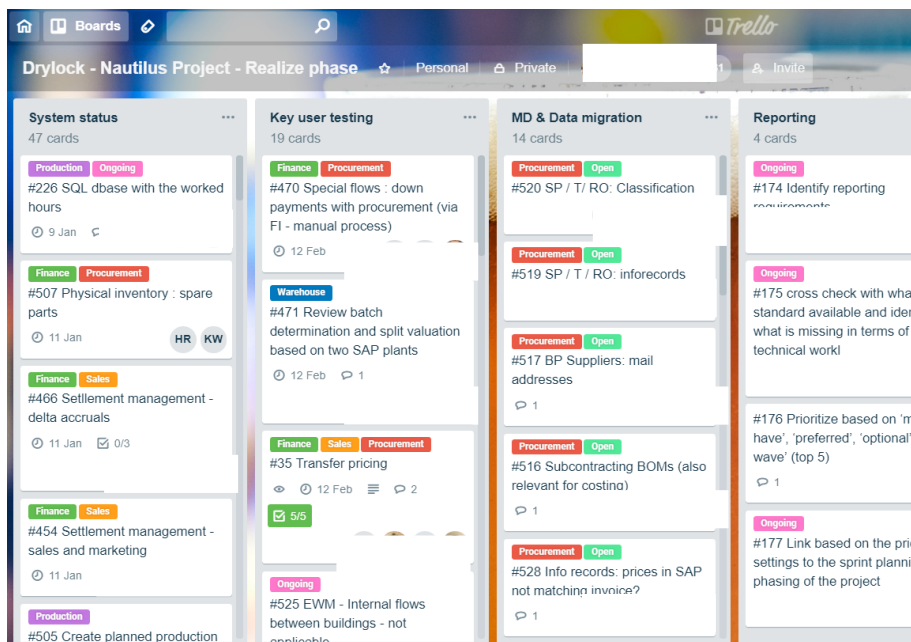 Boards
Trello
Drylock - Nautilus Project - Realize phase
Personal
Private
1
Invite
System status
47 cards
Production Ongoing
#226 SQL dbase with the worked
hours
9 Jan
Finance Procurement
#507 Physical inventory : spare
parts
11 Jan
HR KW
Finance Sales
#466 Setllement management -
delta accruals
11 Jan 0/3
Finance Sales
#454 Settlement management -
sales and marketing
11 Jan
Production
#505 Create planned production
Key user testing
19 cards
Finance Procurement
#470 Special flows : down
payments with procurement (via
FI - manual process)
12 Feb
Warehouse
#471 Review batch
determination and split valuation
based on two SAP plants
12 Feb 1
Finance Sales Procurement
#35 Transfer pricing
12 Feb 2
5/5
Ongoing
#525 EWM - Internal flows
between buildings - not
applicable
MD & Data migration
14 cards
Procurement Open
#520 SP / T/ RO: Classification
Procurement Open
#519 SP / T / RO: inforecords
Procurement Open
#517 BP Suppliers: mail
addresses
1
Procurement Open
#516 Subcontracting BOMs (also
relevant for costing)
1
Procurement Open
#528 Info records: prices in SAP
not matching invoice?
1
Reporting
4 cards
Ongoing
#174 Identify reporting
requirements
Ongoing
#175 cross check with wha
standard available and iden
what is missing in terms of
technical workl
#176 Prioritize based on 'm
have', 'preferred', 'optional'
wave' (top 5)
1
Ongoing
#177 Link based on the prio
settings to the sprint planni
phasing of the project